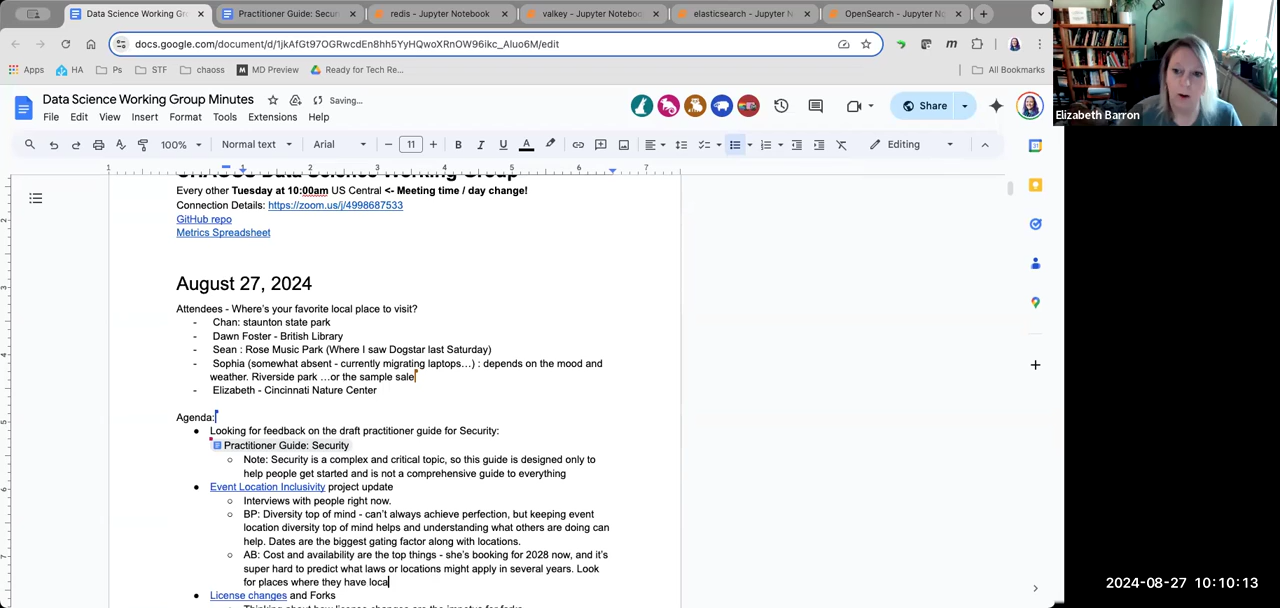 Data Science Working Gr
Practitioner Guide: Secur
redis - Jupyter Notebook
valkey - Jupyter Noteboo
elasticsearch - Jupyter N
OpenSearch - Jupyter No
docs.google.com/document/d/1jkAfGt97OGRwcdEn8hh5YyHQwoXRnOW96ikc_Aluo6M/edit
Apps
HA
Ps
STF
chaoss
MD Preview
Ready for Tech Re...
All Bookmarks
Data Science Working Group Minutes
Saving...
File Edit View Insert Format Tools Extensions Help
Share
100%
Normal text
Arial
11
Editing
Every other Tuesday at 10:00am US Central <- Meeting time / day change!
Connection Details: https://zoom.us/j/4998687533
GitHub repo
Metrics Spreadsheet
August 27, 2024
Attendees - Where's your favorite local place to visit?
- Chan: staunton state park
- Dawn Foster - British Library
- Sean : Rose Music Park (Where I saw Dogstar last Saturday)
- Sophia (somewhat absent - currently migrating laptops...) : depends on the mood and
weather. Riverside park ...or the sample sale
- Elizabeth - Cincinnati Nature Center
Agenda:
● Looking for feedback on the draft practitioner guide for Security:
Practitioner Guide: Security
○ Note: Security is a complex and critical topic, so this guide is designed only to
help people get started and is not a comprehensive guide to everything
● Event Location Inclusivity project update
○ Interviews with people right now.
○ BP: Diversity top of mind - can't always achieve perfection, but keeping event
location diversity top of mind helps and understanding what others are doing can
help. Dates are the biggest gating factor along with locations.
○ AB: Cost and availability are the top things - she's booking for 2028 now, and it's
super hard to predict what laws or locations might apply in several years. Look
for places where they have loca
● License changes and Forks
○ Thinking about how license changes are the impetus for forks
Elizabeth Barron
2024-08-27 10:10:13